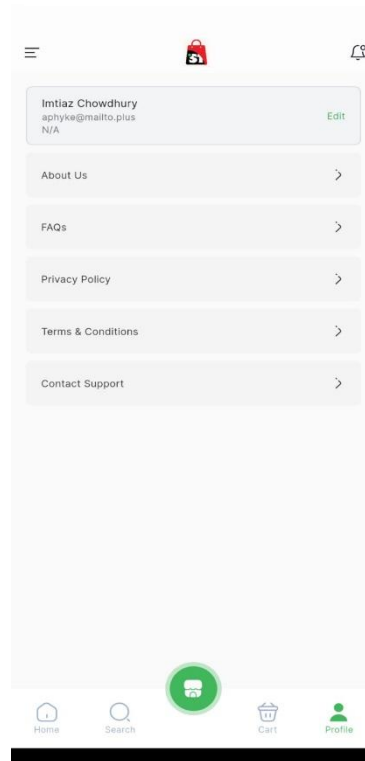 Imtiaz Chowdhury
aphyke@mailto.plus
N/A
Edit
About Us
FAQs
Privacy Policy
Terms & Conditions
Contact Support
Home
Search
Cart
Profile